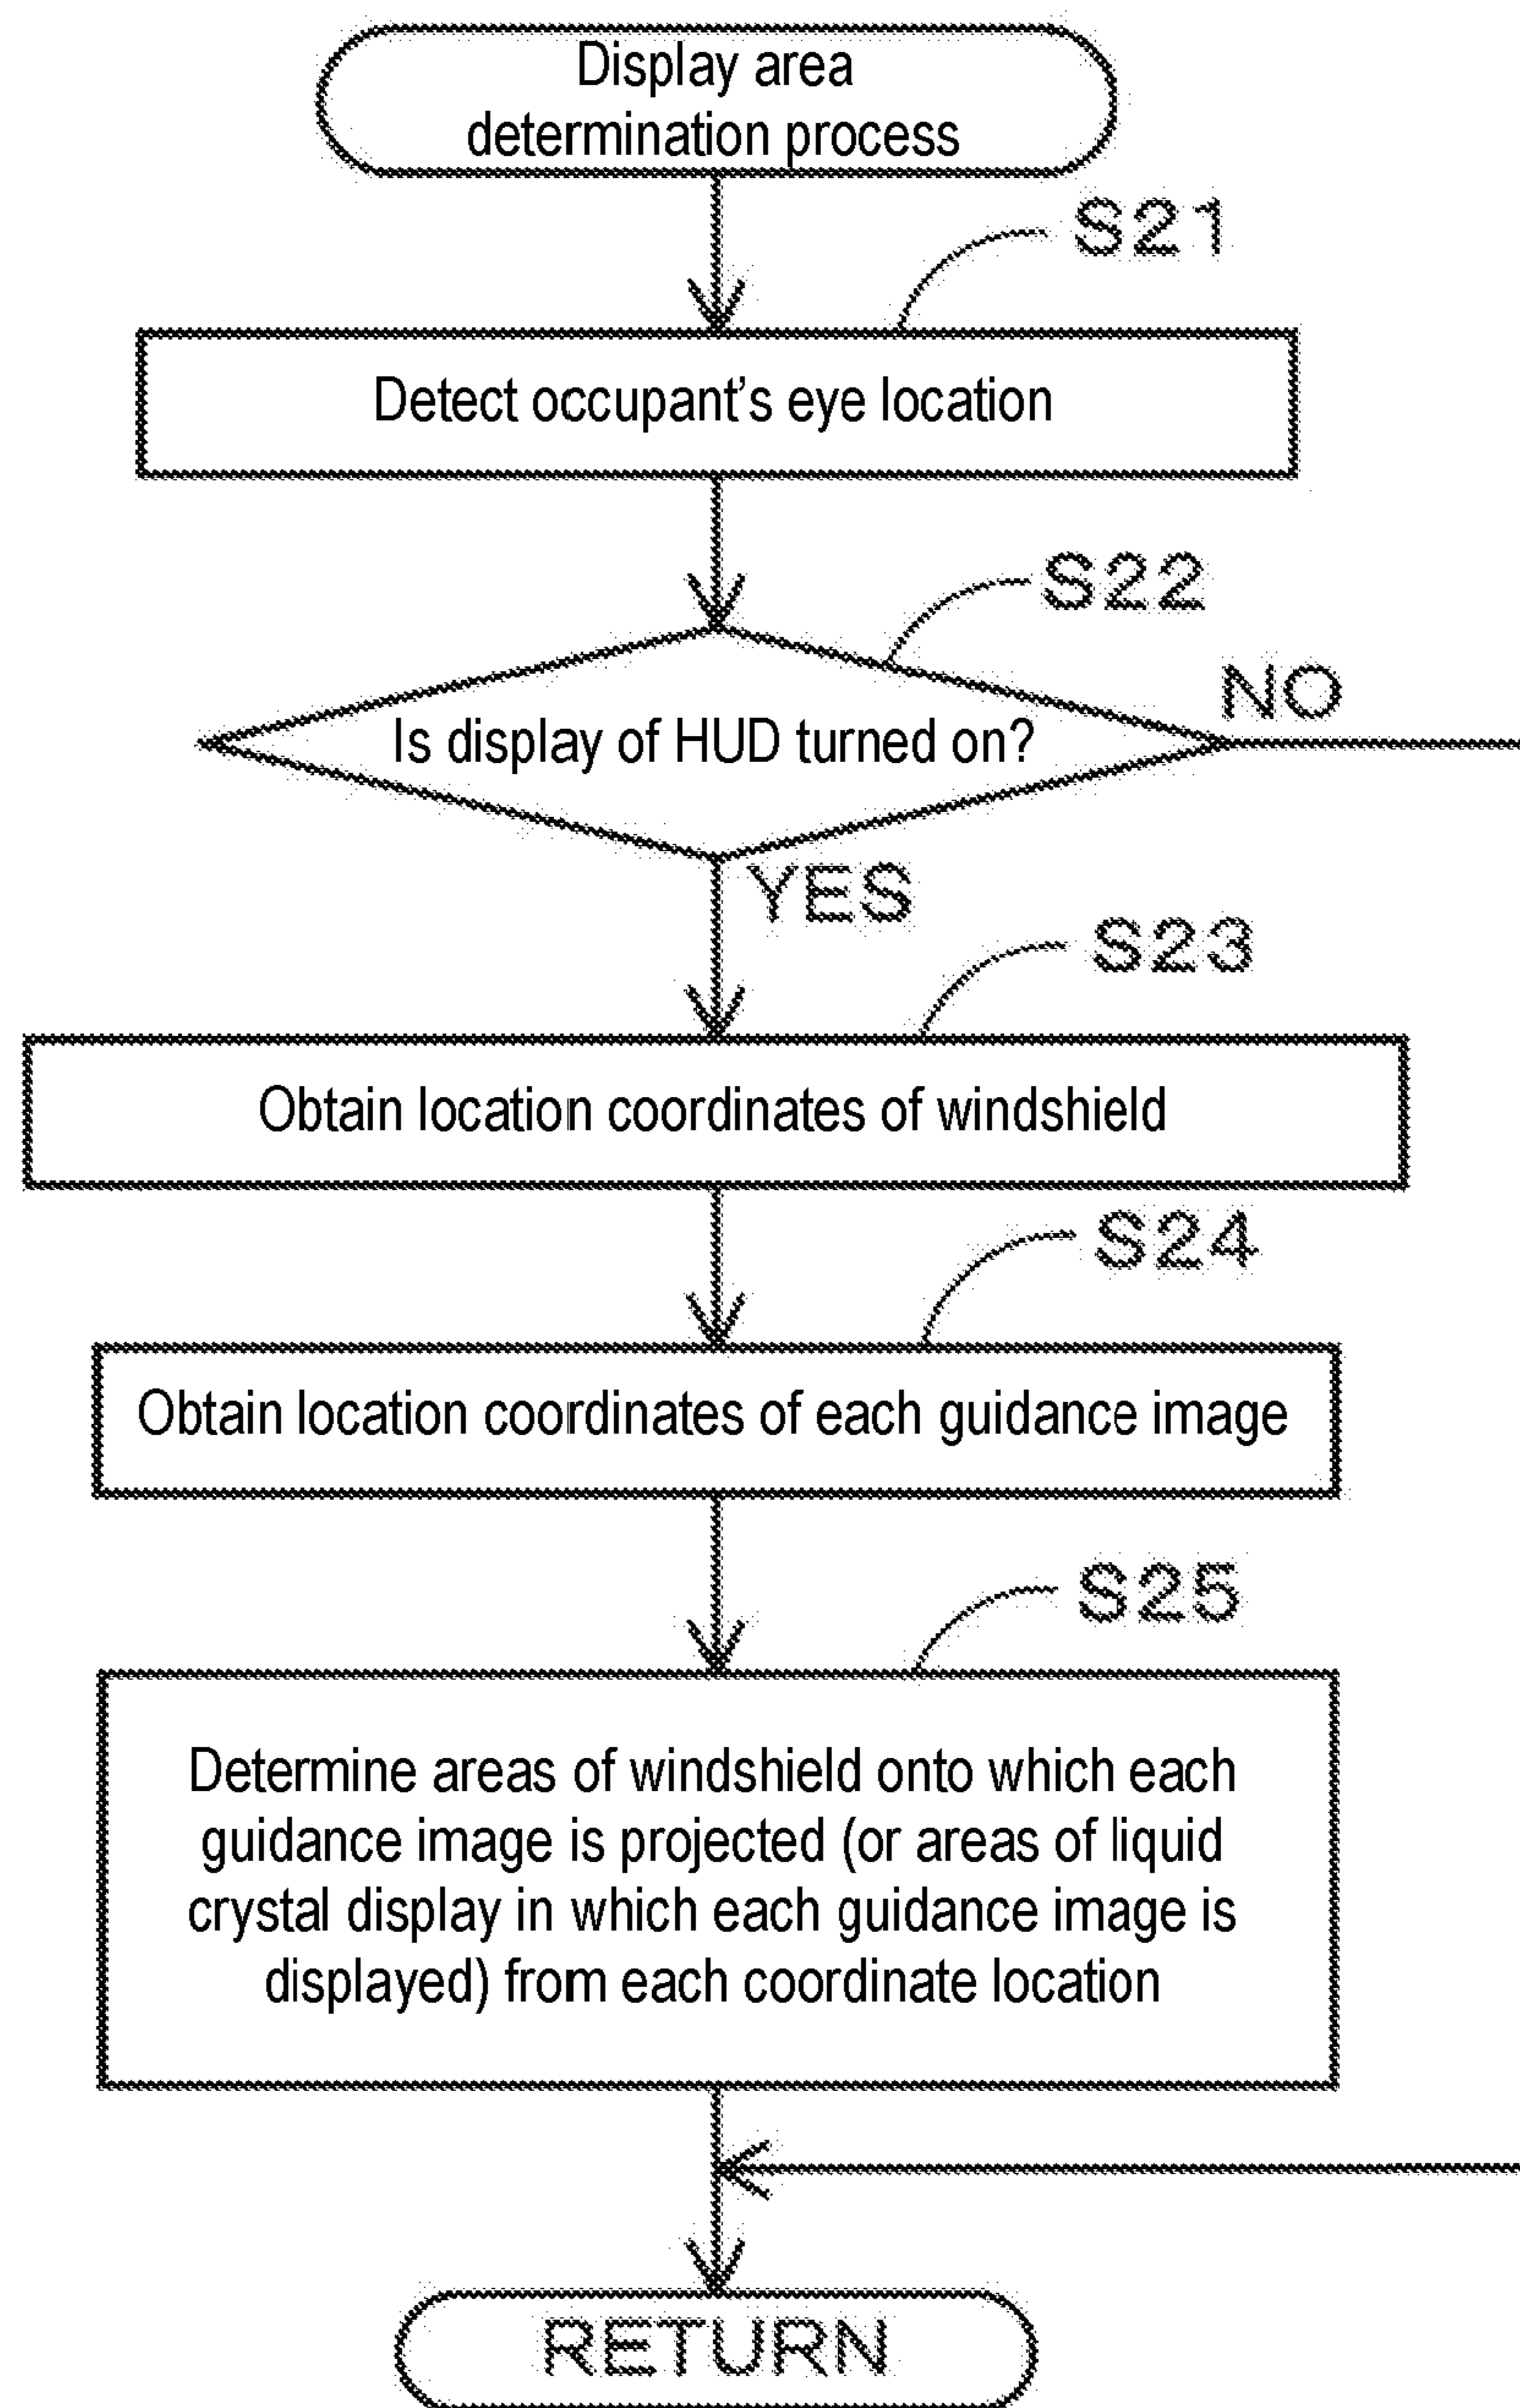 Display area
determination process
S21
Detect occupant’s eye location
S22
Is display of HUD turned on?
NO
YES
S23
Obtain location coordinates of windshield
S24
Obtain location coordinates of each guidance image
S25
Determine areas of windshield onto which each
guidance image is projected (or areas of liquid
crystal display in which each guidance image is
displayed) from each coordinate location
RETURN